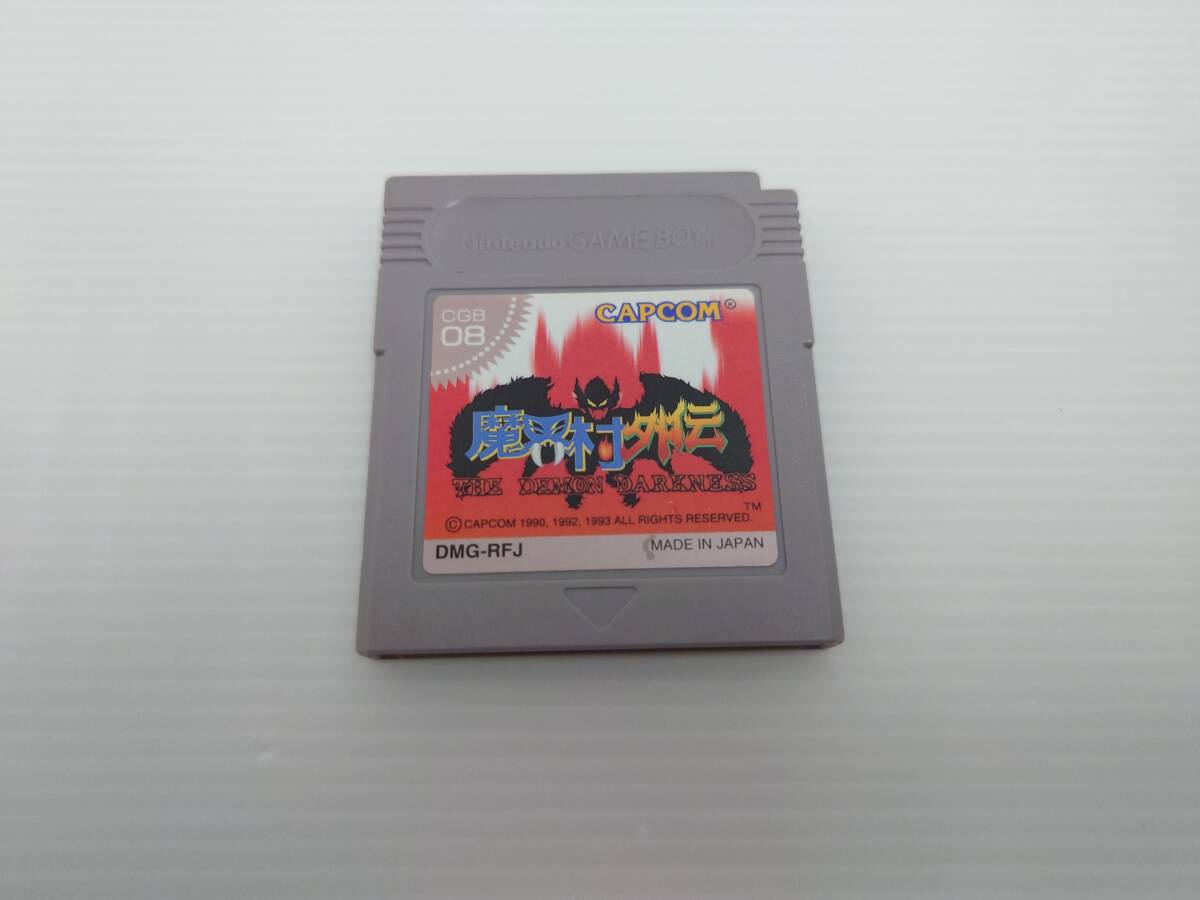 Nintendo GAME BOY TM
CGB
08
CAPCOM®
魔界村外伝
THE DEMON DARKNESS
TM
© CAPCOM 1990, 1992, 1993 ALL RIGHTS RESERVED.
DMG-RFJ
MADE IN JAPAN